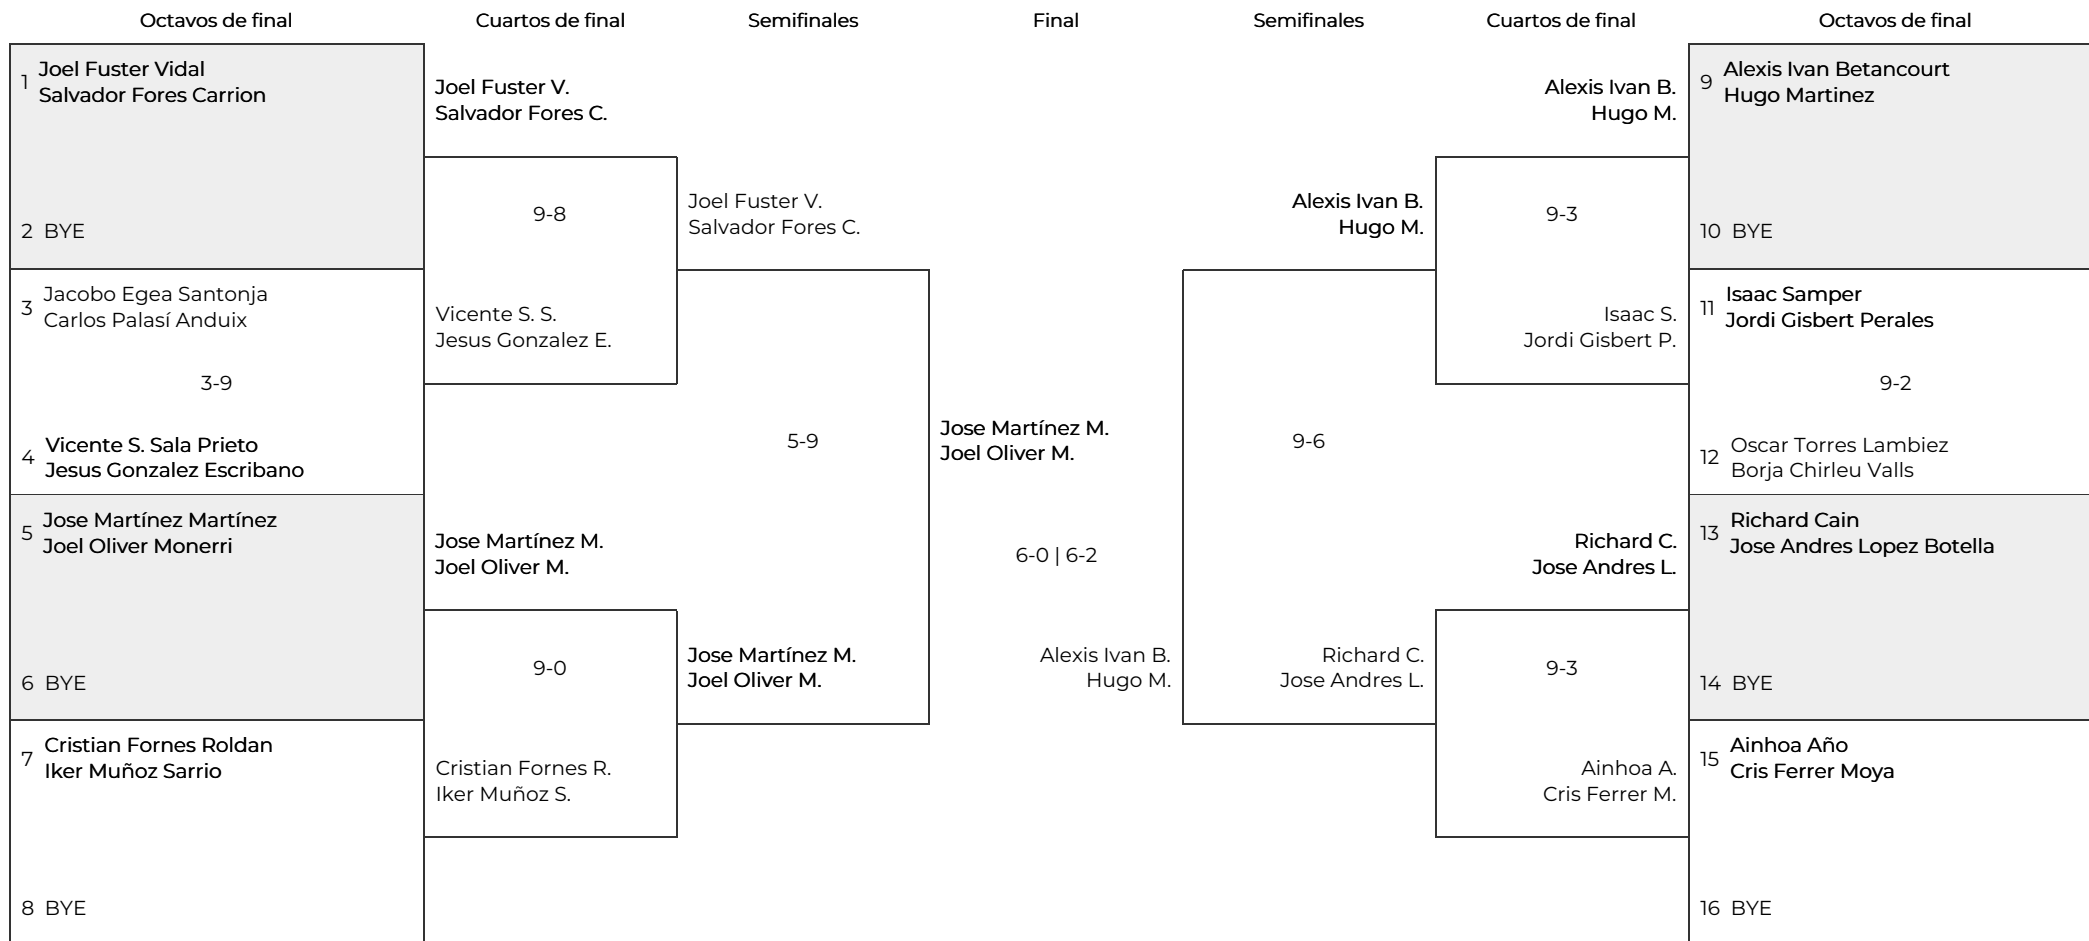 Octavos de final
Cuartos de final
Semifinales
Final
Semifinales
Cuartos de final
Octavos de final
1 Joel Fuster Vidal
Salvador Fores Carrion
2 BYE
3 Jacobo Egea Santonja
Carlos Palasí Anduix
3-9
4 Vicente S. Sala Prieto
Jesus Gonzalez Escribano
5 Jose Martínez Martínez
Joel Oliver Monerri
6 BYE
7 Cristian Fornes Roldan
Iker Muñoz Sarrio
8 BYE
Joel Fuster V.
Salvador Fores C.
9-8
Vicente S. S.
Jesus Gonzalez E.
Jose Martínez M.
Joel Oliver M.
9-0
Cristian Fornes R.
Iker Muñoz S.
Joel Fuster V.
Salvador Fores C.
5-9
Jose Martínez M.
Joel Oliver M.
Jose Martínez M.
Joel Oliver M.
6-0 | 6-2
Alexis Ivan B.
Hugo M.
Alexis Ivan B.
Hugo M.
9-6
Richard C.
Jose Andres L.
Alexis Ivan B.
Hugo M.
9-3
Isaac S.
Jordi Gisbert P.
Richard C.
Jose Andres L.
9-3
Ainhoa A.
Cris Ferrer M.
9 Alexis Ivan Betancourt
Hugo Martinez
10 BYE
11 Isaac Samper
Jordi Gisbert Perales
9-2
12 Oscar Torres Lambiez
Borja Chirleu Valls
13 Richard Cain
Jose Andres Lopez Botella
14 BYE
15 Ainhoa Año
Cris Ferrer Moya
16 BYE